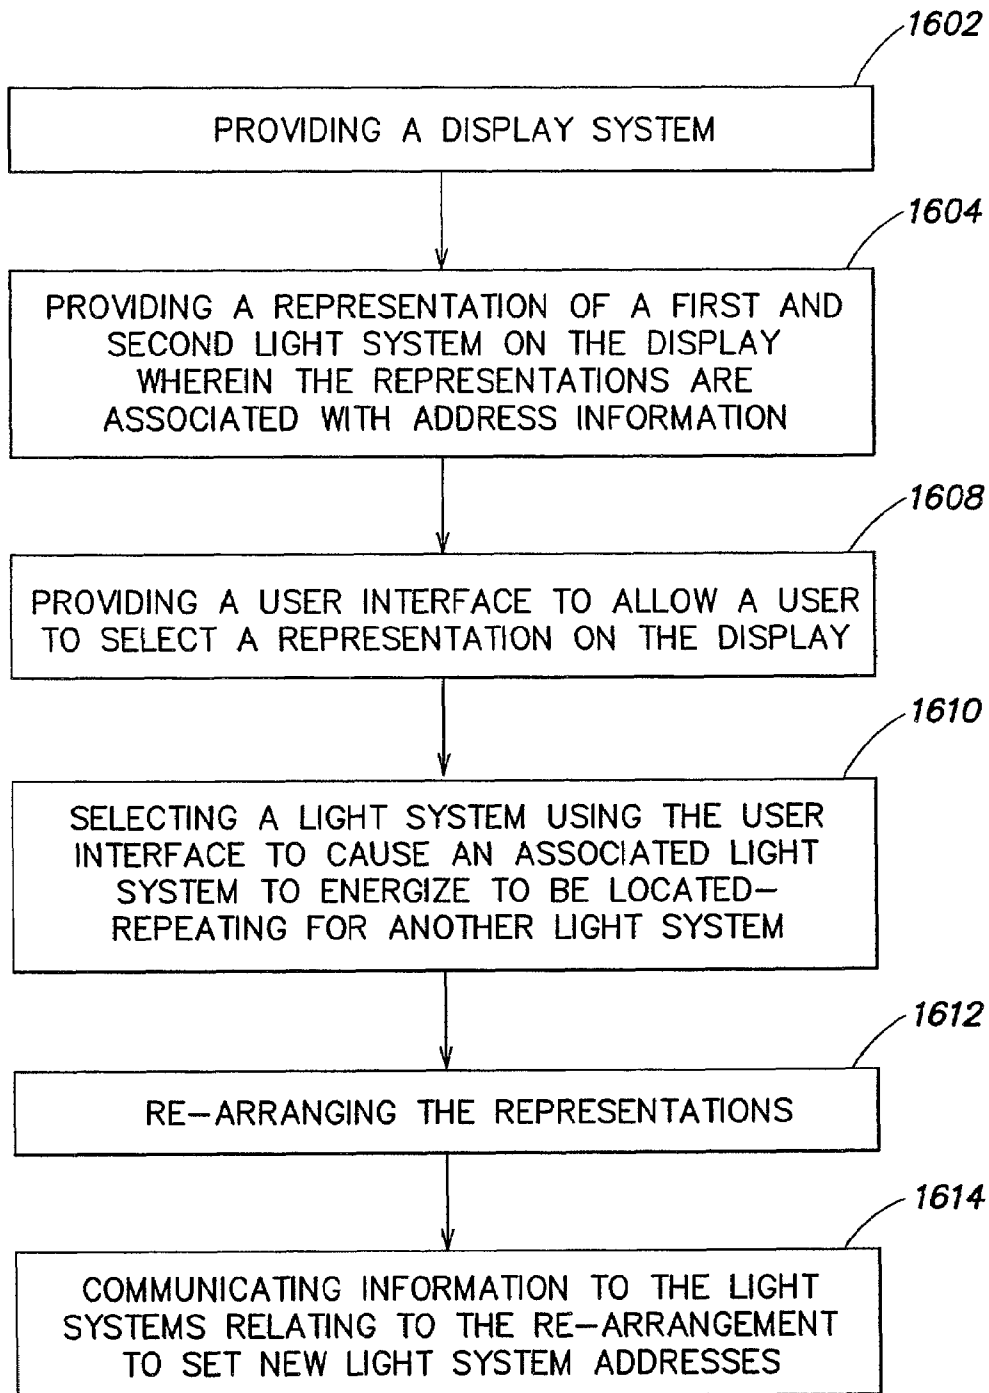 1602
PROVIDING A DISPLAY SYSTEM
1604
PROVIDING A REPRESENTATION OF A FIRST AND
SECOND LIGHT SYSTEM ON THE DISPLAY
WHEREIN THE REPRESENTATIONS ARE
ASSOCIATED WITH ADDRESS INFORMATION
1608
PROVIDING A USER INTERFACE TO ALLOW A USER
TO SELECT A REPRESENTATION ON THE DISPLAY
1610
SELECTING A LIGHT SYSTEM USING THE USER
INTERFACE TO CAUSE AN ASSOCIATED LIGHT
SYSTEM TO ENERGIZE TO BE LOCATED—
REPEATING FOR ANOTHER LIGHT SYSTEM
1612
RE—ARRANGING THE REPRESENTATIONS
1614
COMMUNICATING INFORMATION TO THE LIGHT
SYSTEMS RELATING TO THE RE—ARRANGEMENT
TO SET NEW LIGHT SYSTEM ADDRESSES